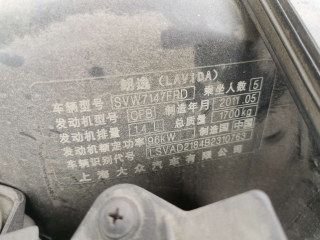 朗逸 (LAVIDA)
车辆型号 SVW7147FRD 乘坐人数 5
发动机型号 CFB 制造年月 2011.05
发动机排量 1.4 总质量 1700kg
发动机额定功率 96KW 制造国 中国
车辆识别代号
上海大众汽车有限公司